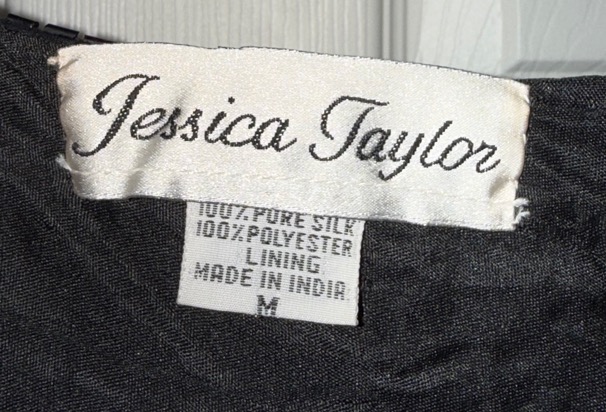 Jessica Taylor
100% PURE SILK
100% POLYESTER
LINING
MADE IN INDIA
M